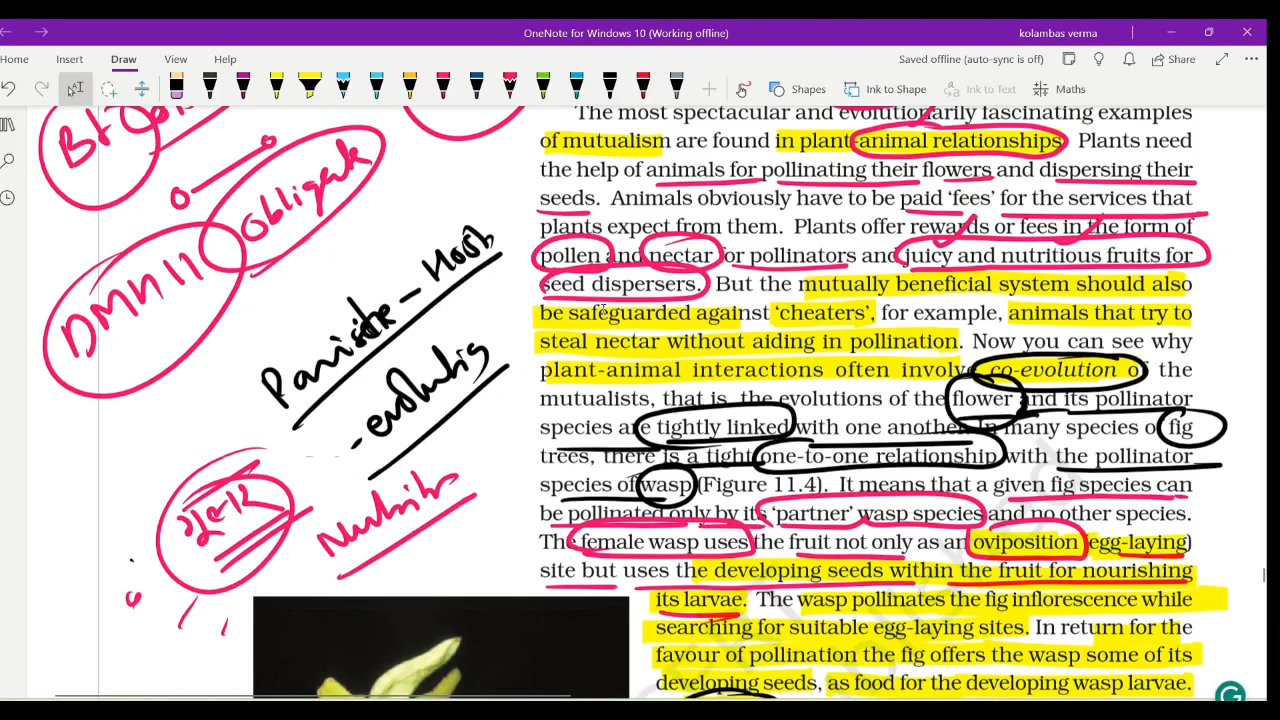 OneNote for Windows 10 (Working offline)
kolambas verma
Home Insert Draw View Help
Saved offline (auto-sync is off)
Share
Shapes
Ink to Shape
Ink to Text
Maths
The most spectacular and evolutionarily fascinating examples
of mutualism are found in plant-animal relationships. Plants need
the help of animals for pollinating their flowers and dispersing their
seeds. Animals obviously have to be paid ‘fees’ for the services that
plants expect from them. Plants offer rewards or fees in the form of
pollen and nectar for pollinators and juicy and nutritious fruits for
seed dispersers. But the mutually beneficial system should also
be safeguarded against ‘cheaters’, for example, animals that try to
steal nectar without aiding in pollination. Now you can see why
plant-animal interactions often involve co-evolution of the
mutualists, that is, the evolutions of the flower and its pollinator
species are tightly linked with one another. In many species of fig
trees, there is a tight one-to-one relationship with the pollinator
species of wasp (Figure 11.4). It means that a given fig species can
be pollinated only by its ‘partner’ wasp species and no other species.
The female wasp uses the fruit not only as an oviposition (egg-laying)
site but uses the developing seeds within the fruit for nourishing
its larvae. The wasp pollinates the fig inflorescence while
searching for suitable egg-laying sites. In return for the
favour of pollination the fig offers the wasp some of its
developing seeds, as food for the developing wasp larvae.
Bt
obligate